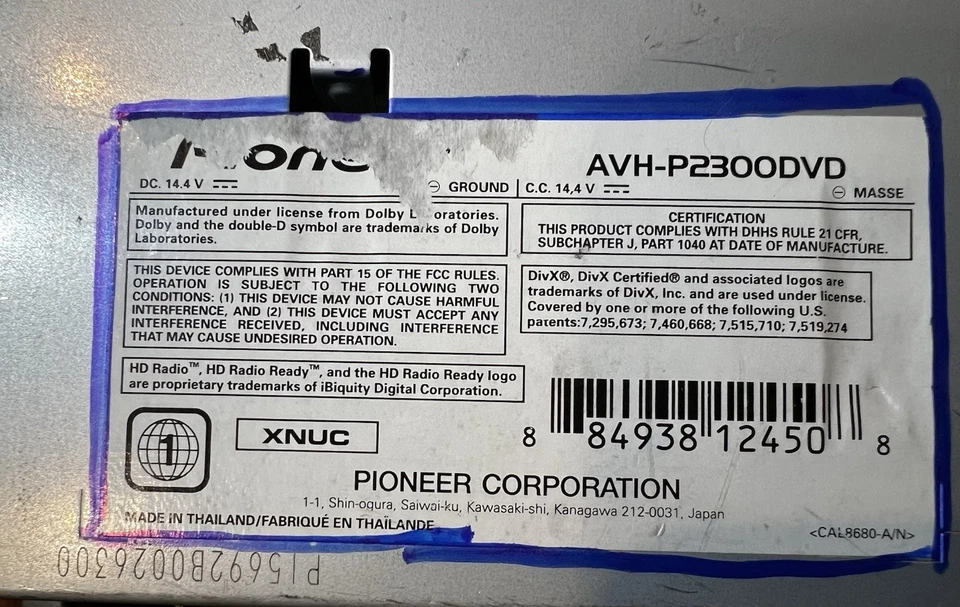 AVH-P2300DVD
DC. 14.4 V ⎓ ⊖ GROUND | C.C. 14,4 V ⎓ ⊖ MASSE
Manufactured under license from Dolby Laboratories.
Dolby and the double-D symbol are trademarks of Dolby
Laboratories.
CERTIFICATION
THIS PRODUCT COMPLIES WITH DHHS RULE 21 CFR,
SUBCHAPTER J, PART 1040 AT DATE OF MANUFACTURE.
THIS DEVICE COMPLIES WITH PART 15 OF THE FCC RULES.
OPERATION IS SUBJECT TO THE FOLLOWING TWO
CONDITIONS: (1) THIS DEVICE MAY NOT CAUSE HARMFUL
INTERFERENCE, AND (2) THIS DEVICE MUST ACCEPT ANY
INTERFERENCE RECEIVED, INCLUDING INTERFERENCE
THAT MAY CAUSE UNDESIRED OPERATION.
DivX®, DivX Certified® and associated logos are
trademarks of DivX, Inc. and are used under license.
Covered by one or more of the following U.S.
patents:7,295,673; 7,460,668; 7,515,710; 7,519,274
HD Radio™, HD Radio Ready™, and the HD Radio Ready logo
are proprietary trademarks of iBiquity Digital Corporation.
1
XNUC
8 84938 12450 8
PIONEER CORPORATION
1-1, Shin-ogura, Saiwai-ku, Kawasaki-shi, Kanagawa 212-0031, Japan
MADE IN THAILAND/FABRIQUÉ EN THAÏLANDE
<CAL8680-A/N>
PI5692B0026300